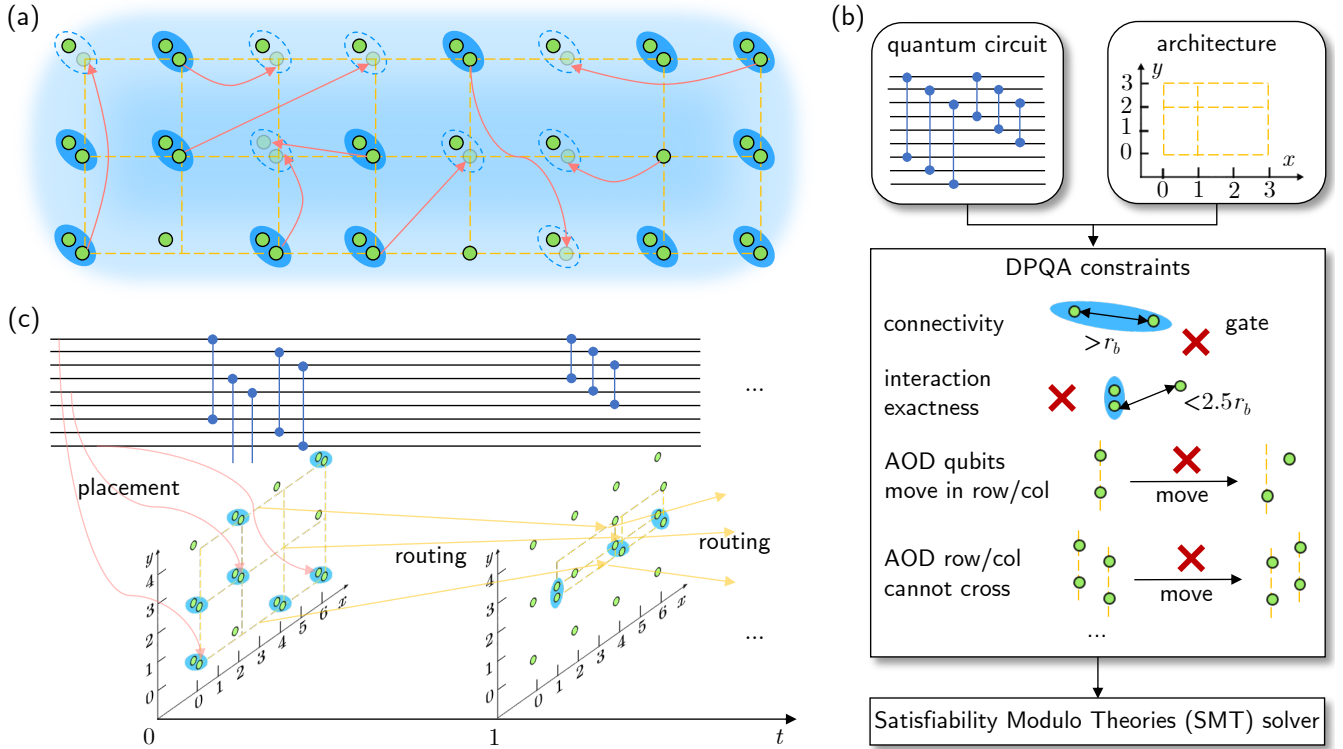 (a)
(b)
quantum circuit
architecture
y
3
2
1
0
x
0 1 2 3
DPQA constraints
connectivity
>r_b
gate
interaction
exactness
<2.5r_b
AOD qubits
move in row/col
move
AOD row/col
cannot cross
move
...
Satisfiability Modulo Theories (SMT) solver
(c)
...
placement
routing
routing
y
4
3
2
1
0
0 1 2 3 4 5 6
x
y
4
3
2
1
0
0 1 2 3 4 5 6
x
...
0
1
t